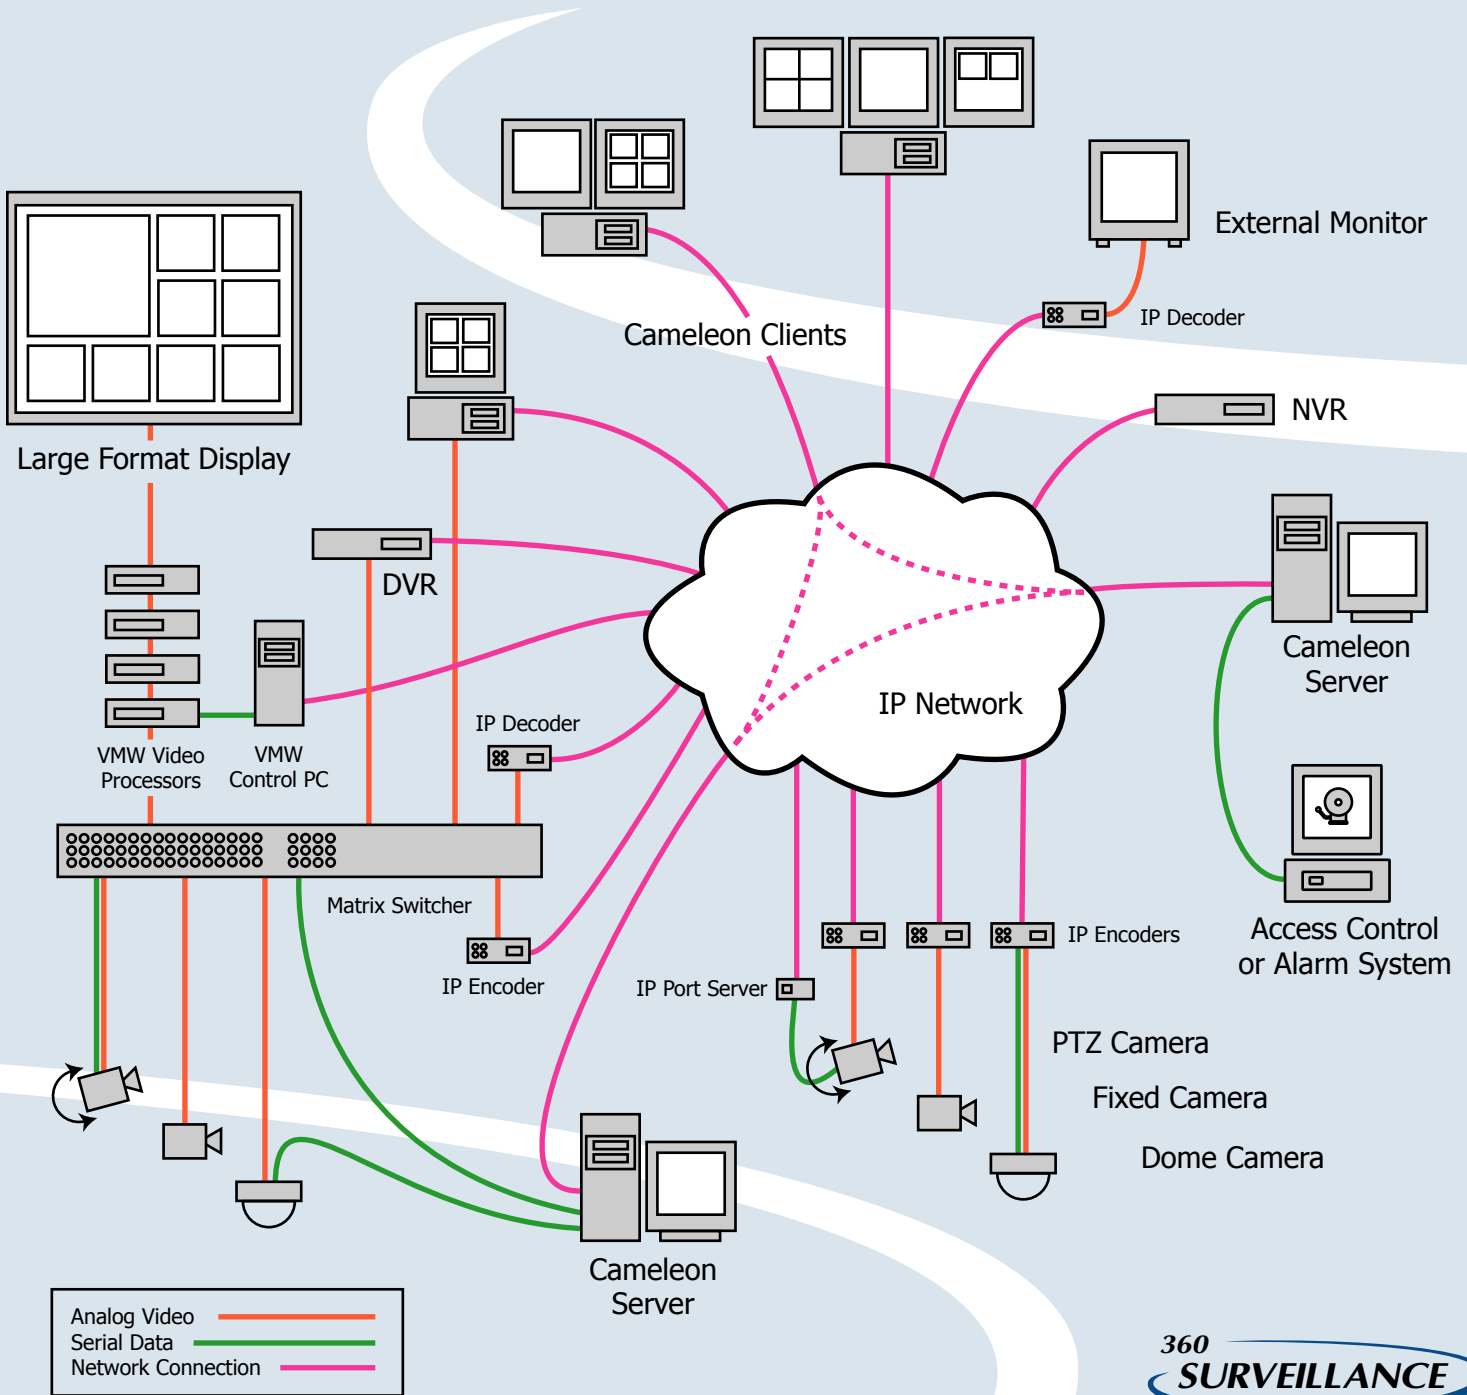 External Monitor
IP Decoder
Cameleon Clients
NVR
Large Format Display
DVR
Cameleon
Server
IP Network
IP Decoder
VMW Video
Processors
VMW
Control PC
Matrix Switcher
IP Encoder
IP Port Server
IP Encoders
Access Control
or Alarm System
PTZ Camera
Fixed Camera
Dome Camera
Cameleon
Server
Analog Video
Serial Data
Network Connection
360
SURVEILLANCE